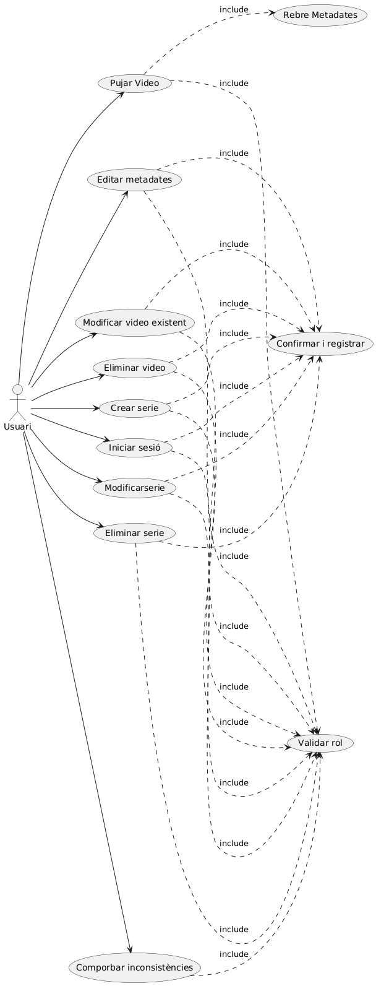 include
Rebre Metadates
Pujar Video
include
include
Editar metadates
include
Modificar video existent
include
include
Confirmar i registrar
Eliminar video
include
Crear serie
Usuari
Iniciar sesió
include
Modificarserie
include
Eliminar serie
include
include
include
include
Validar rol
include
include
include
include
Comporbar inconsistències